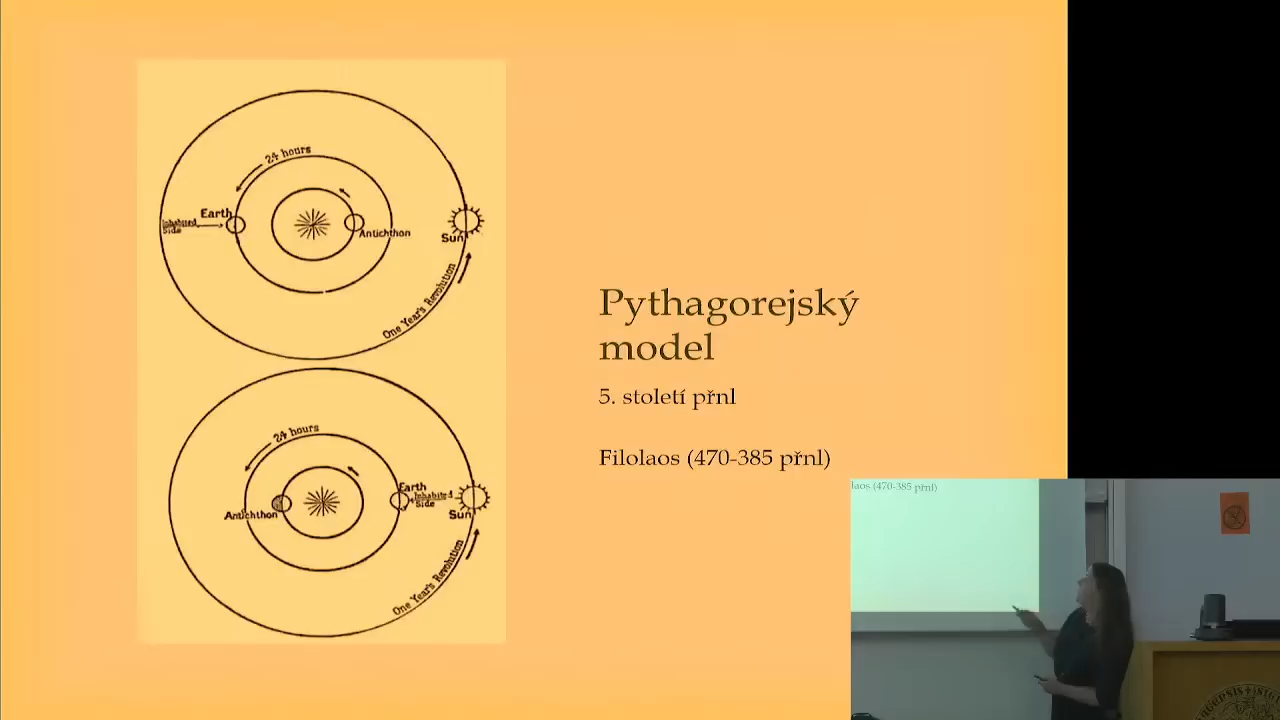 24 hours
Earth
Inhabited
Side
Antichthon
Sun
One Year's Revolution
24 hours
Earth
Inhabited
Side
Antichthon
Sun
One Year's Revolution
Pythagorejský
model
5. století přnl
Filolaos (470-385 přnl)
laos (470-385 přnl)